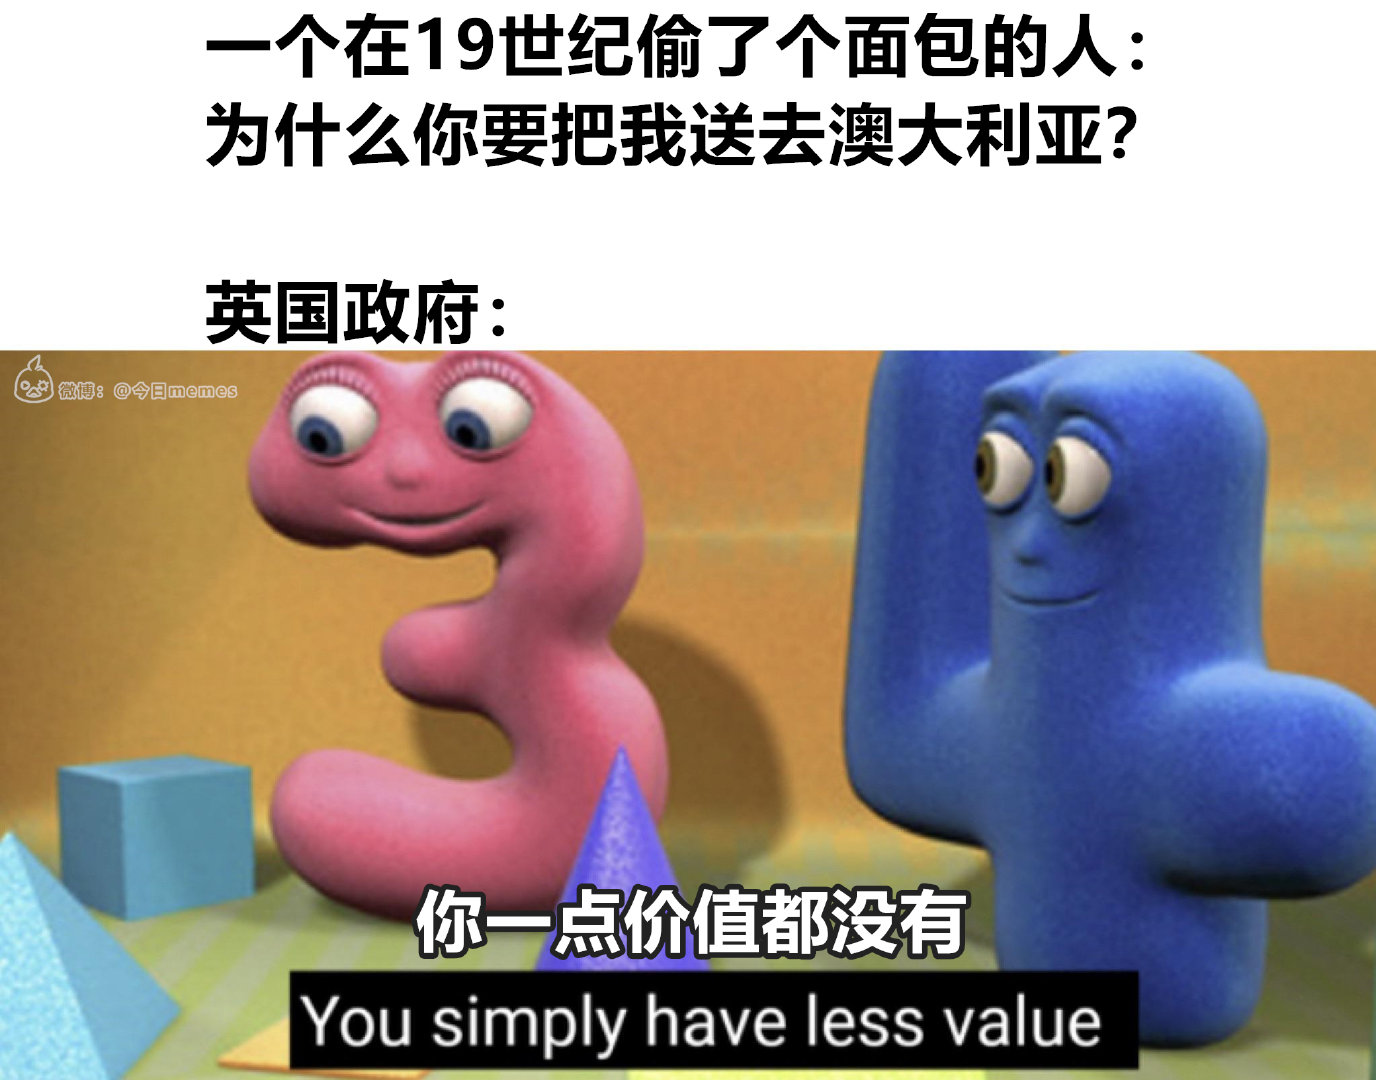 一个在19世纪偷了个面包的人：
为什么你要把我送去澳大利亚？
英国政府：
微博：@今日memes
你一点价值都没有
You simply have less value